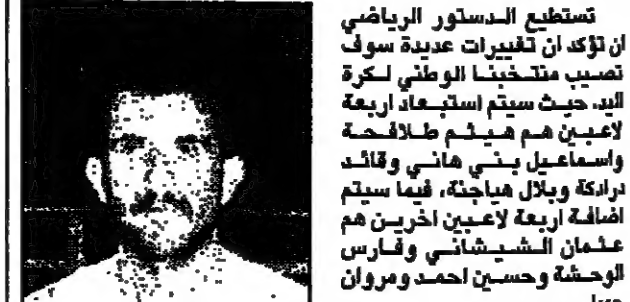 تستطيع الدستور الرياضي
ان تؤكد ان تغييرات عديدة سوف
تصيب منتخبنا الوطني لكرة
اليد، حيث سيتم استبعاد اربعة
لاعبين هم هيثم طلافحة
واسماعيل بني هاني وقائد
درادكة وبلال هياجنة، فيما سيتم
اضافة اربعة لاعبين اخرين هم
عثمان الشيشاني وفارس
الوحشة وحسين احمد ومروان